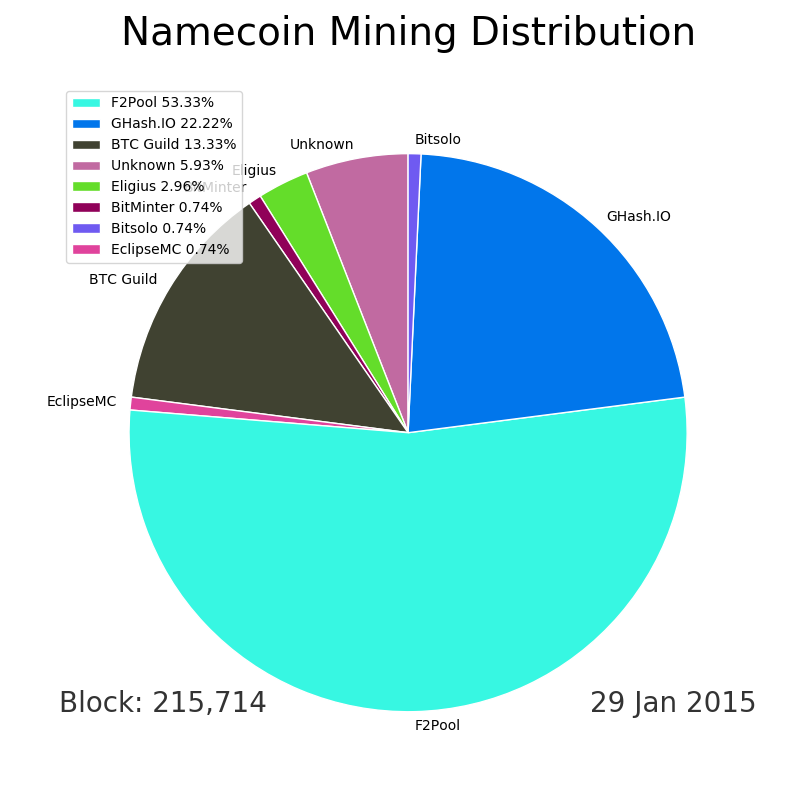 Namecoin Mining Distribution
F2Pool 53.33%
GHash.IO 22.22%
BTC Guild 13.33%
Unknown 5.93%
Eligius 2.96%
BitMinter 0.74%
Bitsolo 0.74%
EclipseMC 0.74%
Bitsolo
Unknown
Eligius
BitMinter
GHash.IO
BTC Guild
EclipseMC
F2Pool
Block: 215,714
29 Jan 2015